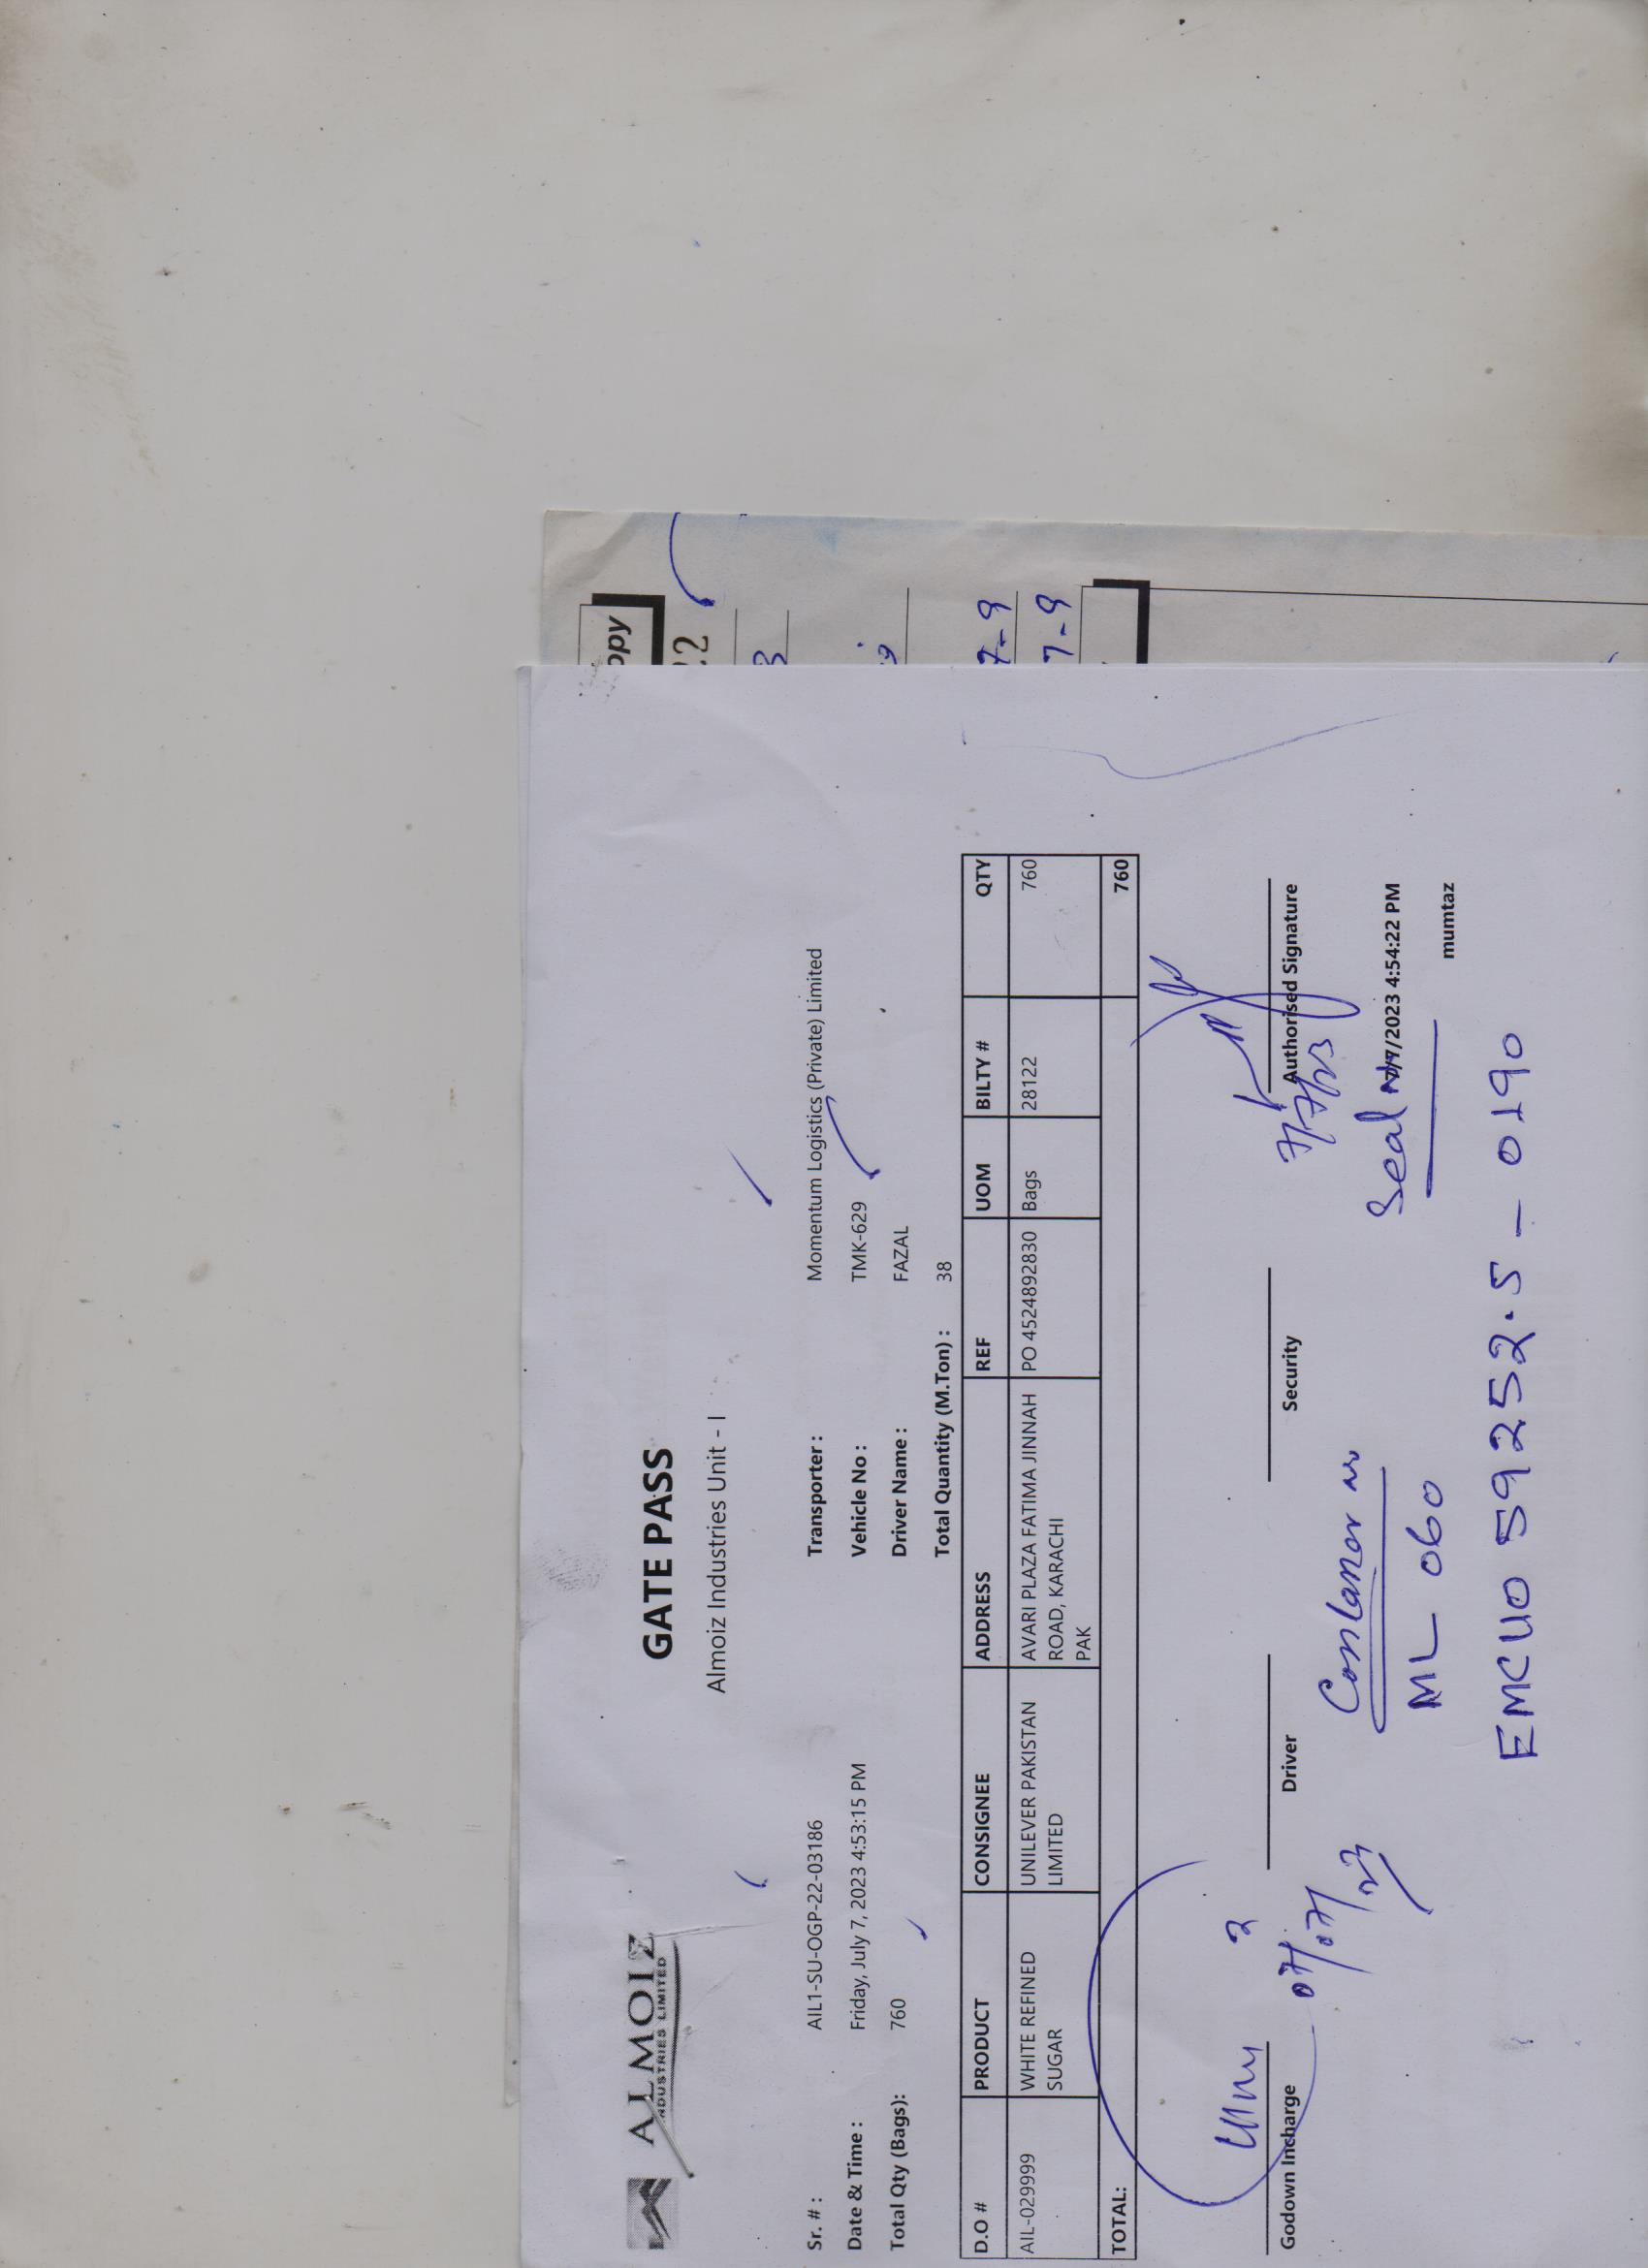 ALMOIZ
INDUSTRIES LIMITED
GATE PASS
Almoiz Industries Unit - I
Sr. # : AIL1-SU-OGP-22-03186 Transporter : Momentum Logistics (Private) Limited
Date & Time : Friday, July 7, 2023 4:53:15 PM Vehicle No : TMK-629
Total Qty (Bags): 760 Driver Name : FAZAL
Total Quantity (M.Ton) : 38
D.O # PRODUCT CONSIGNEE ADDRESS REF UOM BILTY # QTY
AIL-029999 WHITE REFINED UNILEVER PAKISTAN AVARI PLAZA FATIMA JINNAH PO 4524892830 Bags 28122 760
SUGAR LIMITED ROAD, KARACHI
PAK
TOTAL: 760
Godown Incharge Driver Security Authorised Signature
07/07/23
7/7/23
Seal no
7/7/2023 4:54:22 PM
mumtaz
Contaner no
ML - 060
EMCU0 59252.5 - 0190
opy
22
3
7-9
7-9